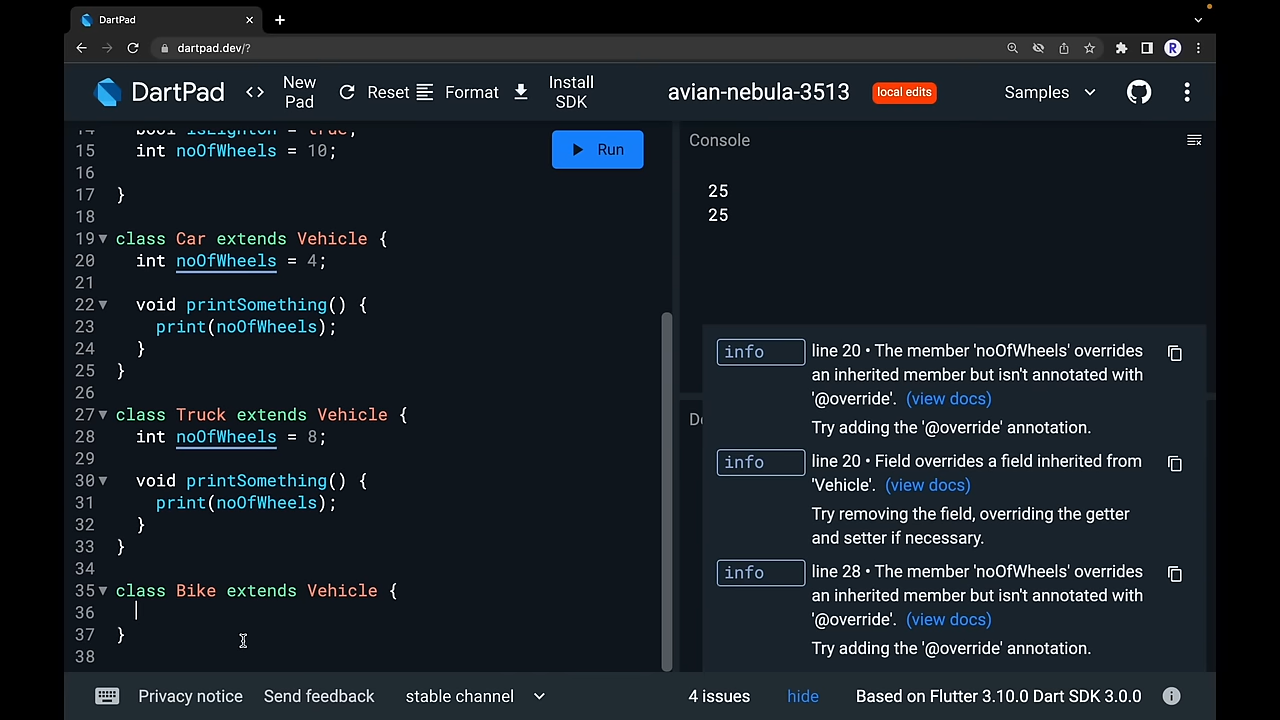 DartPad
dartpad.dev/?
R
DartPad
<> New Pad
Reset
Format
Install SDK
avian-nebula-3513
local edits
Samples
14 bool isLightOn = true;
15 int noOfWheels = 10;
16
17 }
18
19 class Car extends Vehicle {
20 int noOfWheels = 4;
21
22 void printSomething() {
23 print(noOfWheels);
24 }
25 }
26
27 class Truck extends Vehicle {
28 int noOfWheels = 8;
29
30 void printSomething() {
31 print(noOfWheels);
32 }
33 }
34
35 class Bike extends Vehicle {
36
37 }
38
Run
Console
25
25
info
line 20 • The member 'noOfWheels' overrides
an inherited member but isn't annotated with
'@override'. (view docs)
Try adding the '@override' annotation.
info
line 20 • Field overrides a field inherited from
'Vehicle'. (view docs)
Try removing the field, overriding the getter
and setter if necessary.
info
line 28 • The member 'noOfWheels' overrides
an inherited member but isn't annotated with
'@override'. (view docs)
Try adding the '@override' annotation.
Privacy notice
Send feedback
stable channel
4 issues
hide
Based on Flutter 3.10.0 Dart SDK 3.0.0